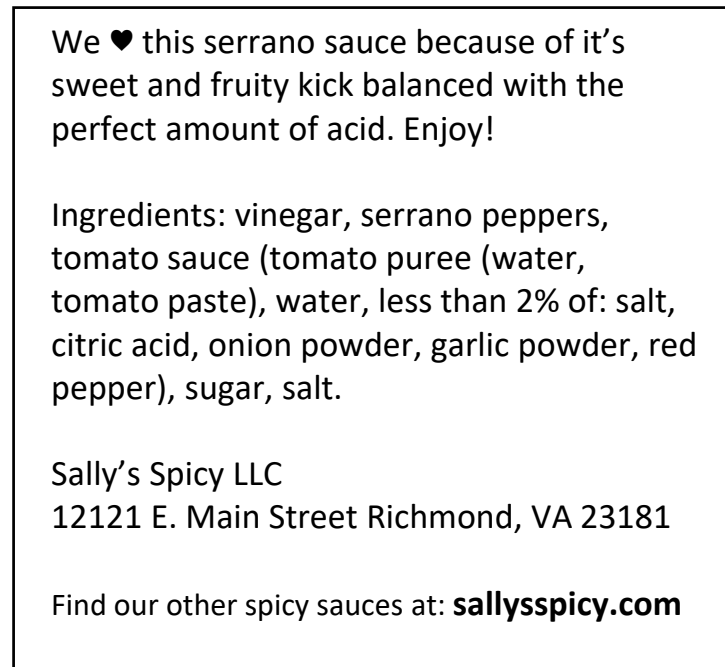 We ♥ this serrano sauce because of it’s
sweet and fruity kick balanced with the
perfect amount of acid. Enjoy!
Ingredients: vinegar, serrano peppers,
tomato sauce (tomato puree (water,
tomato paste), water, less than 2% of: salt,
citric acid, onion powder, garlic powder, red
pepper), sugar, salt.
Sally’s Spicy LLC
12121 E. Main Street Richmond, VA 23181
Find our other spicy sauces at: sallysspicy.com